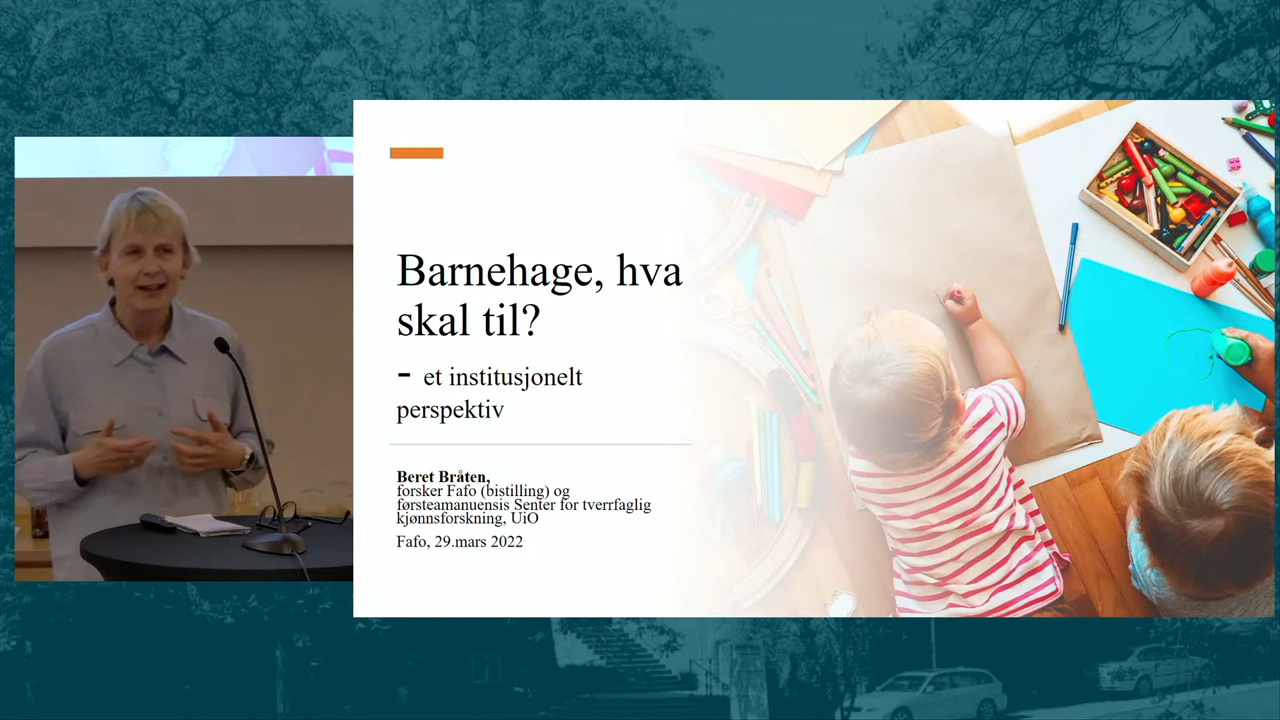 Barnehage, hva
skal til?
- et institusjonelt
perspektiv
Beret Bråten,
forsker Fafo (bistilling) og
førsteamanuensis Senter for tverrfaglig
kjønnsforskning, UiO
Fafo, 29.mars 2022